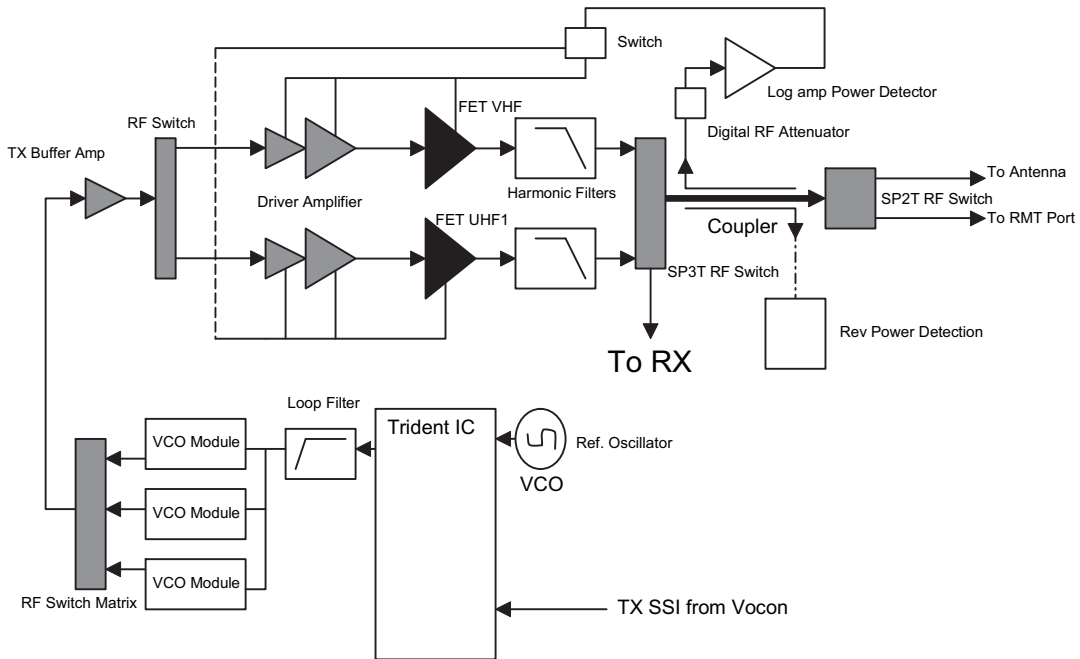 Switch
Log amp Power Detector
FET VHF
RF Switch
Digital RF Attenuator
TX Buffer Amp
To Antenna
Harmonic Filters
SP2T RF Switch
Driver Amplifier
FET UHF1
Coupler
To RMT Port
SP3T RF Switch
Rev Power Detection
To RX
Loop Filter
Trident IC
VCO Module
Ref. Oscillator
VCO
VCO Module
VCO Module
RF Switch Matrix
TX SSI from Vocon